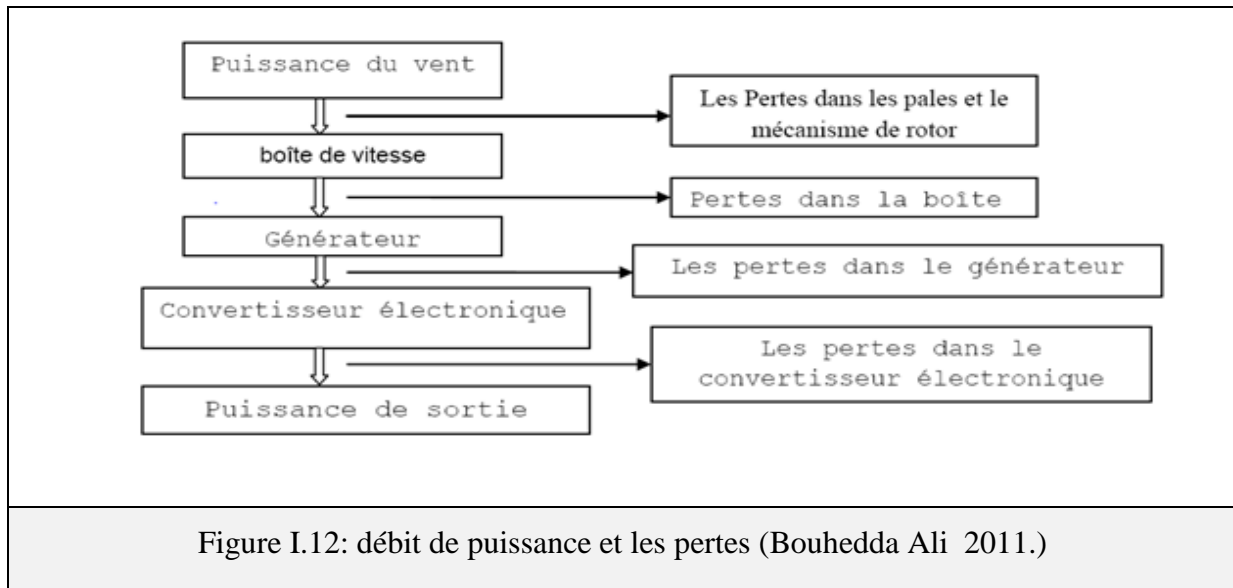 Puissance du vent
Les Pertes dans les pales et le
mécanisme de rotor
boîte de vitesse
Pertes dans la boîte
Générateur
Les pertes dans le générateur
Convertisseur électronique
Les pertes dans le
convertisseur électronique
Puissance de sortie
Figure I.12: débit de puissance et les pertes (Bouhedda Ali 2011.)